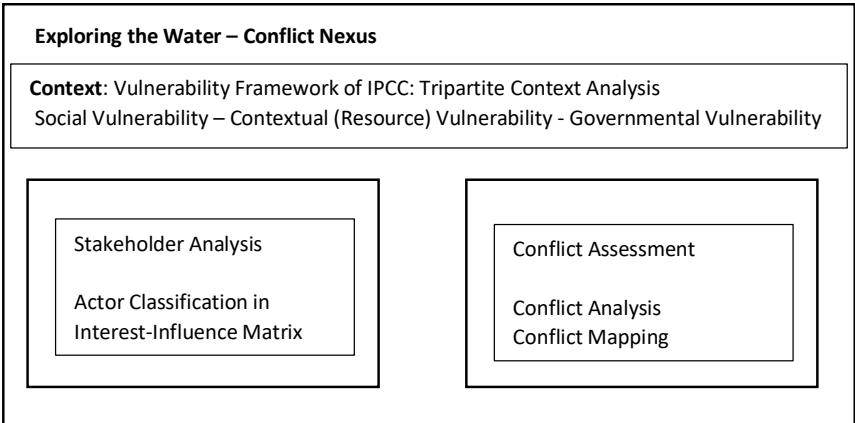 Exploring the Water – Conflict Nexus
Context: Vulnerability Framework of IPCC: Tripartite Context Analysis
Social Vulnerability – Contextual (Resource) Vulnerability - Governmental Vulnerability
Stakeholder Analysis
Actor Classification in
Interest-Influence Matrix
Conflict Assessment
Conflict Analysis
Conflict Mapping